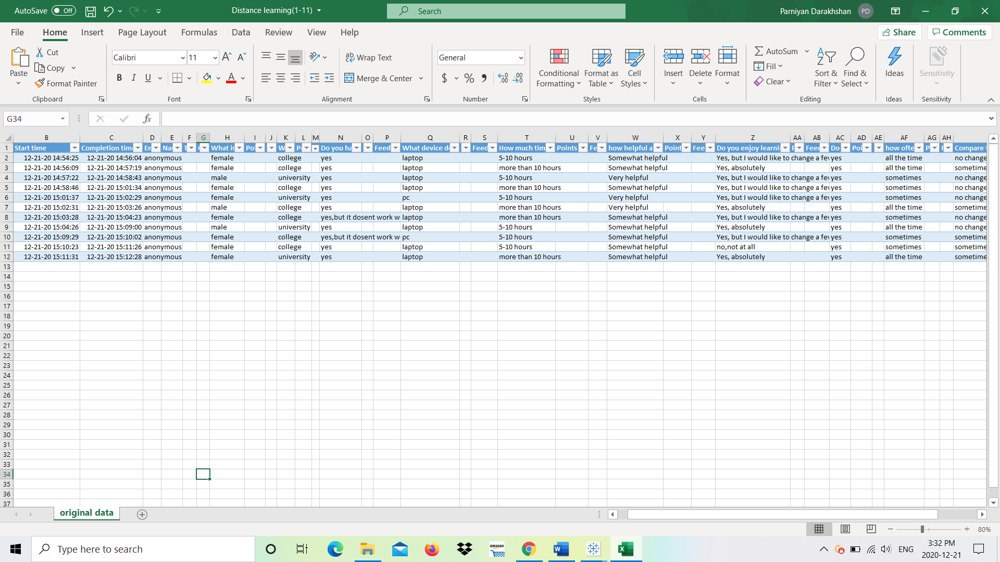 AutoSave Off Distance learning(1-11) Search Parniyan Darakhshan PD
File Home Insert Page Layout Formulas Data Review View Help Share Comments
Paste Cut Copy Format Painter Clipboard
Calibri 11 B I U A Font
Wrap Text Merge & Center Alignment
General $ % Number
Conditional Formatting Format as Table Cell Styles Styles
Insert Delete Format Cells
AutoSum Fill Clear Sort & Filter Find & Select Editing
Ideas Ideas
Sensitivity Sensitivity
G34 fx
B C D E F G H I J K L M N O P Q R S T U V W X Y Z AA AB AC AD AE AF AG AH
1 Start time Completion tim Em Na T What is Poi W P Do you ha Feed What device d Feed How much tim Points Fe how helpful a Point Fee Do you enjoy learni Feed Do Poi how ofte P F Compare t
2 12-21-20 14:54:25 12-21-20 14:56:04 anonymous female college yes laptop 5-10 hours Somewhat helpful Yes, but I would like to change a few yes all the time no change
3 12-21-20 14:56:09 12-21-20 14:57:19 anonymous female college yes laptop more than 10 hours Somewhat helpful Yes, absolutely yes all the time sometime
4 12-21-20 14:57:22 12-21-20 14:58:43 anonymous male university yes laptop 5-10 hours Very helpful Yes, but I would like to change a few yes sometimes no change
5 12-21-20 14:58:46 12-21-20 15:01:34 anonymous female college yes laptop more than 10 hours Somewhat helpful Yes, but I would like to change a few yes sometimes no change
6 12-21-20 15:01:37 12-21-20 15:02:29 anonymous female university yes pc 5-10 hours Very helpful Yes, but I would like to change a few yes sometimes no change
7 12-21-20 15:02:31 12-21-20 15:03:26 anonymous male college yes laptop more than 10 hours Very helpful Yes, absolutely yes all the time sometime
8 12-21-20 15:03:28 12-21-20 15:04:23 anonymous female college yes,but it dosent work w laptop more than 10 hours Somewhat helpful Yes, but I would like to change a few yes sometimes no change
9 12-21-20 15:04:26 12-21-20 15:09:00 anonymous male university yes laptop 5-10 hours Somewhat helpful Yes, absolutely yes all the time no change
10 12-21-20 15:09:29 12-21-20 15:10:02 anonymous female college yes,but it dosent work w pc 5-10 hours Somewhat helpful Yes, but I would like to change a few yes sometimes sometime
11 12-21-20 15:10:23 12-21-20 15:11:26 anonymous female college yes laptop 5-10 hours Somewhat helpful no,not at all yes sometimes sometime
12 12-21-20 15:11:31 12-21-20 15:12:28 anonymous female university yes laptop more than 10 hours Somewhat helpful Yes, absolutely yes all the time sometime
13
14
15
16
17
18
19
20
21
22
23
24
25
26
27
28
29
30
31
32
33
34
35
36
37
original data
80%
Type here to search amazon ENG 3:32 PM
2020-12-21